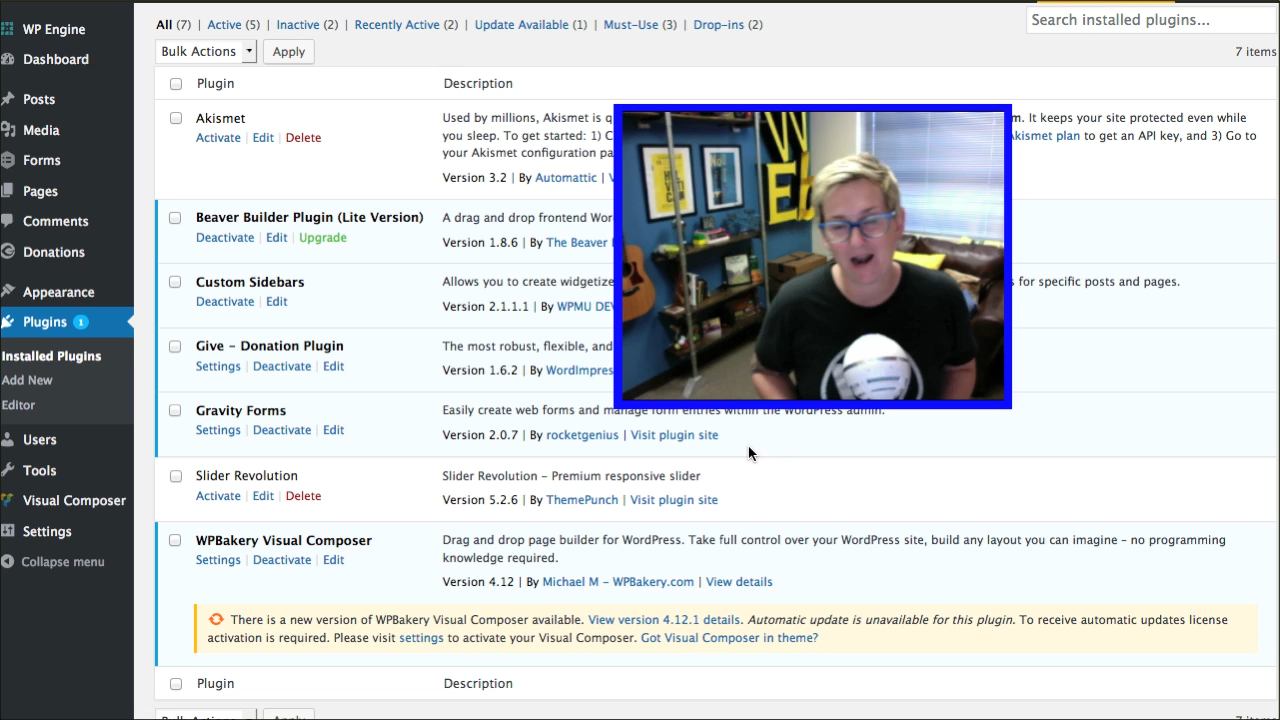 WP Engine
Dashboard
Posts
Media
Forms
Pages
Comments
Donations
Appearance
Plugins 1
Installed Plugins
Add New
Editor
Users
Tools
Visual Composer
Settings
Collapse menu
All (7) | Active (5) | Inactive (2) | Recently Active (2) | Update Available (1) | Must-Use (3) | Drop-ins (2)
Search installed plugins...
Bulk Actions Apply
7 items
Plugin Description
Akismet
Activate | Edit | Delete
Used by millions, Akismet is q
. It keeps your site protected even while
you sleep. To get started: 1) C
Akismet plan to get an API key, and 3) Go to
your Akismet configuration pa
Version 3.2 | By Automattic |
Beaver Builder Plugin (Lite Version)
Deactivate | Edit | Upgrade
A drag and drop frontend Wor
Version 1.8.6 | By The Beaver
Custom Sidebars
Deactivate | Edit
Allows you to create widgetize
s for specific posts and pages.
Version 2.1.1.1 | By WPMU DEV
Give – Donation Plugin
Settings | Deactivate | Edit
The most robust, flexible, and
Version 1.6.2 | By WordImpres
Gravity Forms
Settings | Deactivate | Edit
Easily create web forms and manage form entries within the WordPress admin.
Version 2.0.7 | By rocketgenius | Visit plugin site
Slider Revolution
Activate | Edit | Delete
Slider Revolution – Premium responsive slider
Version 5.2.6 | By ThemePunch | Visit plugin site
WPBakery Visual Composer
Settings | Deactivate | Edit
Drag and drop page builder for WordPress. Take full control over your WordPress site, build any layout you can imagine – no programming
knowledge required.
Version 4.12 | By Michael M – WPBakery.com | View details
There is a new version of WPBakery Visual Composer available. View version 4.12.1 details. Automatic update is unavailable for this plugin. To receive automatic updates license
activation is required. Please visit settings to activate your Visual Composer. Got Visual Composer in theme?
Plugin Description
Bulk Actions Apply
7 items